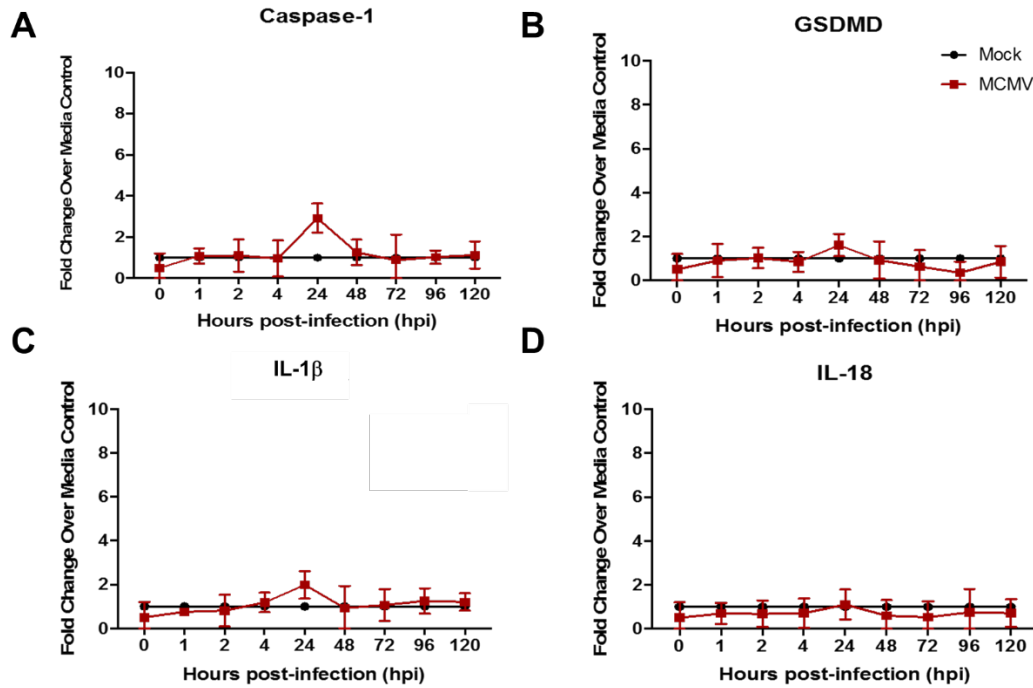 A
Caspase-1
Fold Change Over Media Control
10
8
6
4
2
0
0 1 2 4 24 48 72 96 120
Hours post-infection (hpi)
B
GSDMD
Mock
MCMV
Fold Change Over Media Control
10
8
6
4
2
0
0 1 2 4 24 48 72 96 120
Hours post-infection (hpi)
C
IL-1β
Fold Change Over Media Control
10
8
6
4
2
0
0 1 2 4 24 48 72 96 120
Hours post-infection (hpi)
D
IL-18
Fold Change Over Media Control
10
8
6
4
2
0
0 1 2 4 24 48 72 96 120
Hours post-infection (hpi)